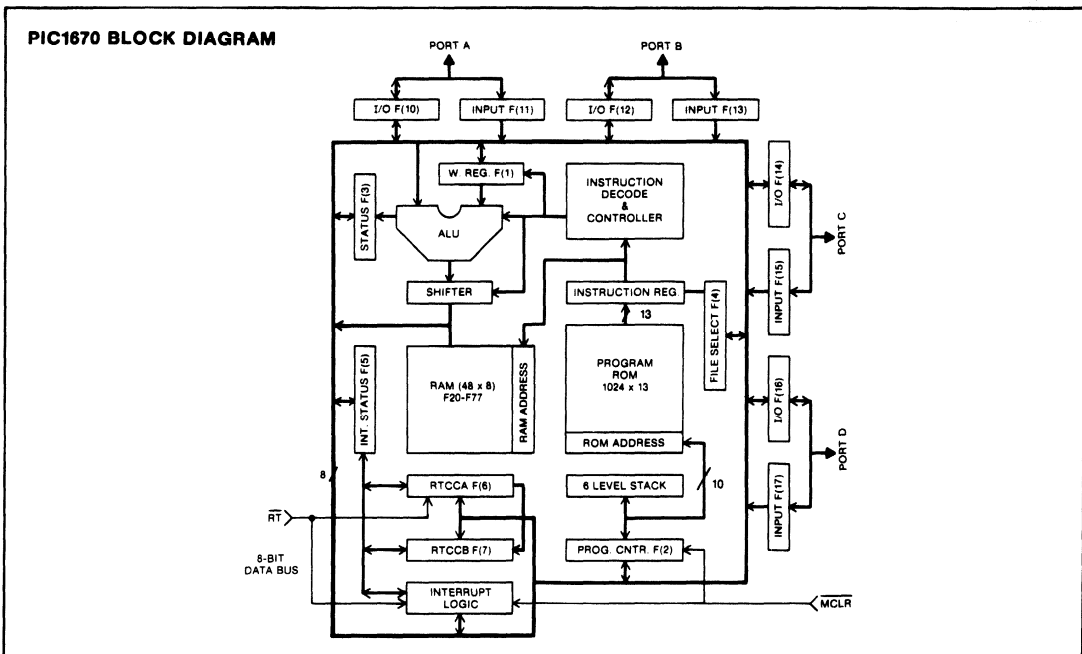 PIC1670 BLOCK DIAGRAM
PORT A
PORT B
I/O F(10)
INPUT F(11)
I/O F(12)
INPUT F(13)
W. REG. F(1)
INSTRUCTION
DECODE
&
CONTROLLER
STATUS F(3)
ALU
I/O F(14)
PORT C
INPUT F(15)
SHIFTER
INSTRUCTION REG.
13
FILE SELECT F(4)
INT. STATUS F(5)
RAM (48 x 8)
F20-F77
RAM ADDRESS
PROGRAM
ROM
1024 x 13
ROM ADDRESS
I/O F(16)
PORT D
INPUT F(17)
8
RTCCA F(6)
6 LEVEL STACK
10
RT
RTCCB F(7)
PROG. CNTR. F(2)
8-BIT
DATA BUS
INTERRUPT
LOGIC
MCLR